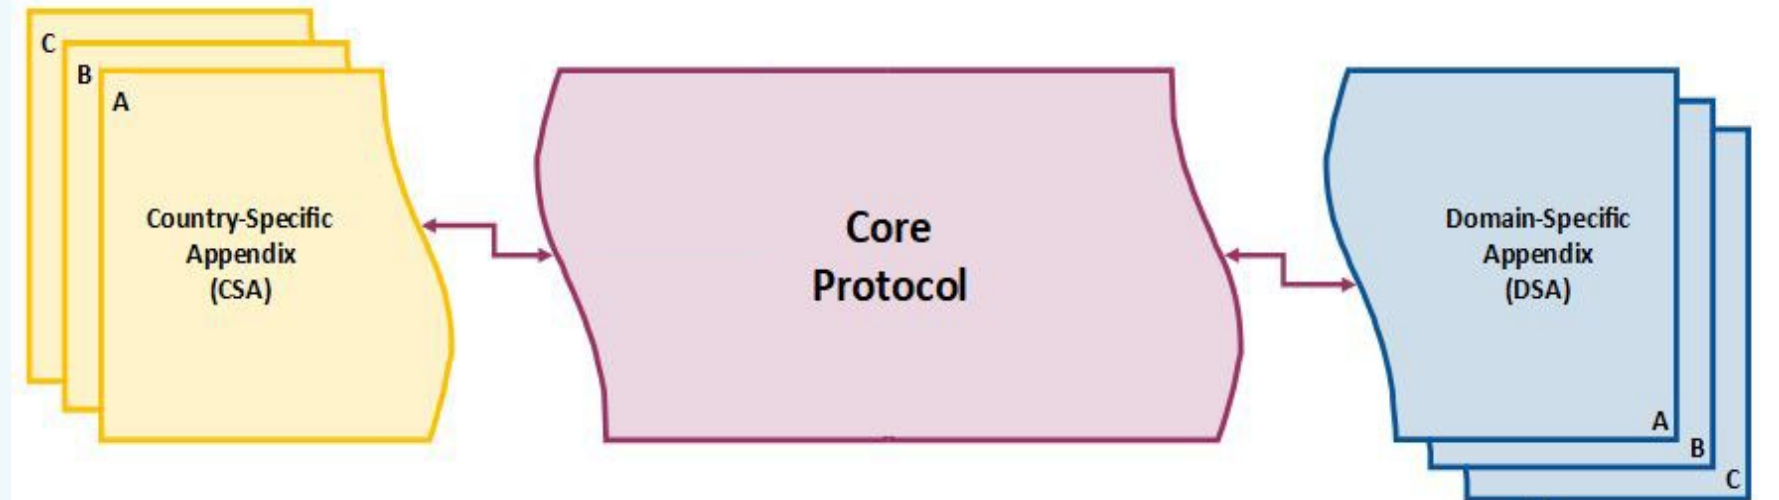 C
B
A
Country-Specific
Appendix
(CSA)
Core
Protocol
Domain-Specific
Appendix
(DSA)
A
B
C